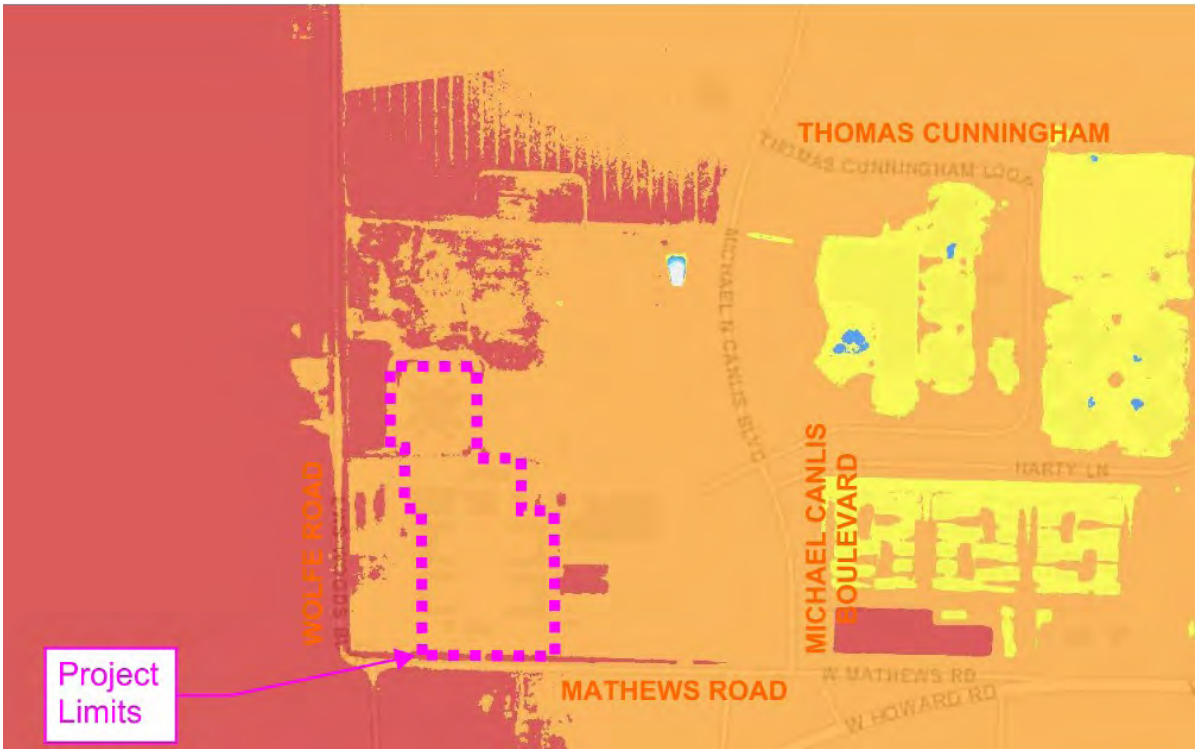 THOMAS CUNNINGHAM
THOMAS CUNNINGHAM LOOP
MICHAEL N CANLIS BLVD
HARTY LN
WOLFE ROAD
MICHAEL CANLIS
BOULEVARD
Project
Limits
MATHEWS ROAD
W MATHEWS RD
W HOWARD RD